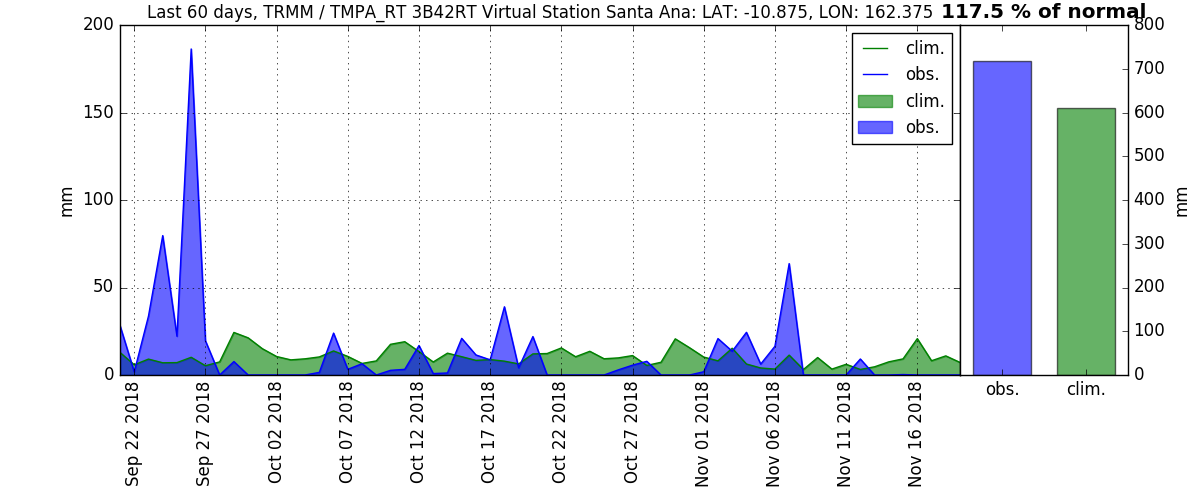 Last 60 days, TRMM / TMPA_RT 3B42RT Virtual Station Santa Ana: LAT: -10.875, LON: 162.375 117.5 % of normal
200
150
100
50
0
mm
clim.
obs.
clim.
obs.
800
700
600
500
400
300
200
100
0
mm
obs.
clim.
Sep 22 2018
Sep 27 2018
Oct 02 2018
Oct 07 2018
Oct 12 2018
Oct 17 2018
Oct 22 2018
Oct 27 2018
Nov 01 2018
Nov 06 2018
Nov 11 2018
Nov 16 2018